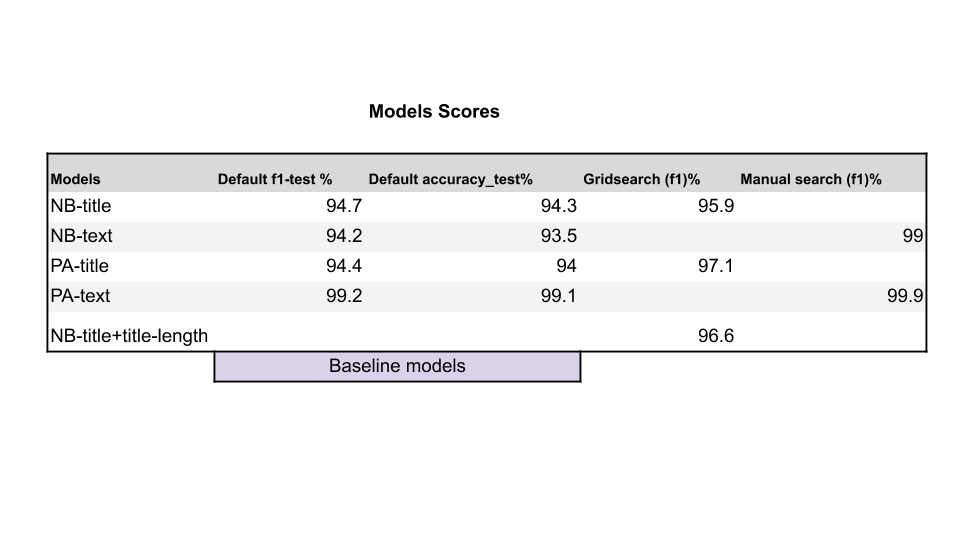 Models Scores
Models Default f1-test % Default accuracy_test% Gridsearch (f1)% Manual search (f1)%
NB-title 94.7 94.3 95.9
NB-text 94.2 93.5 99
PA-title 94.4 94 97.1
PA-text 99.2 99.1 99.9
NB-title+title-length 96.6
Baseline models